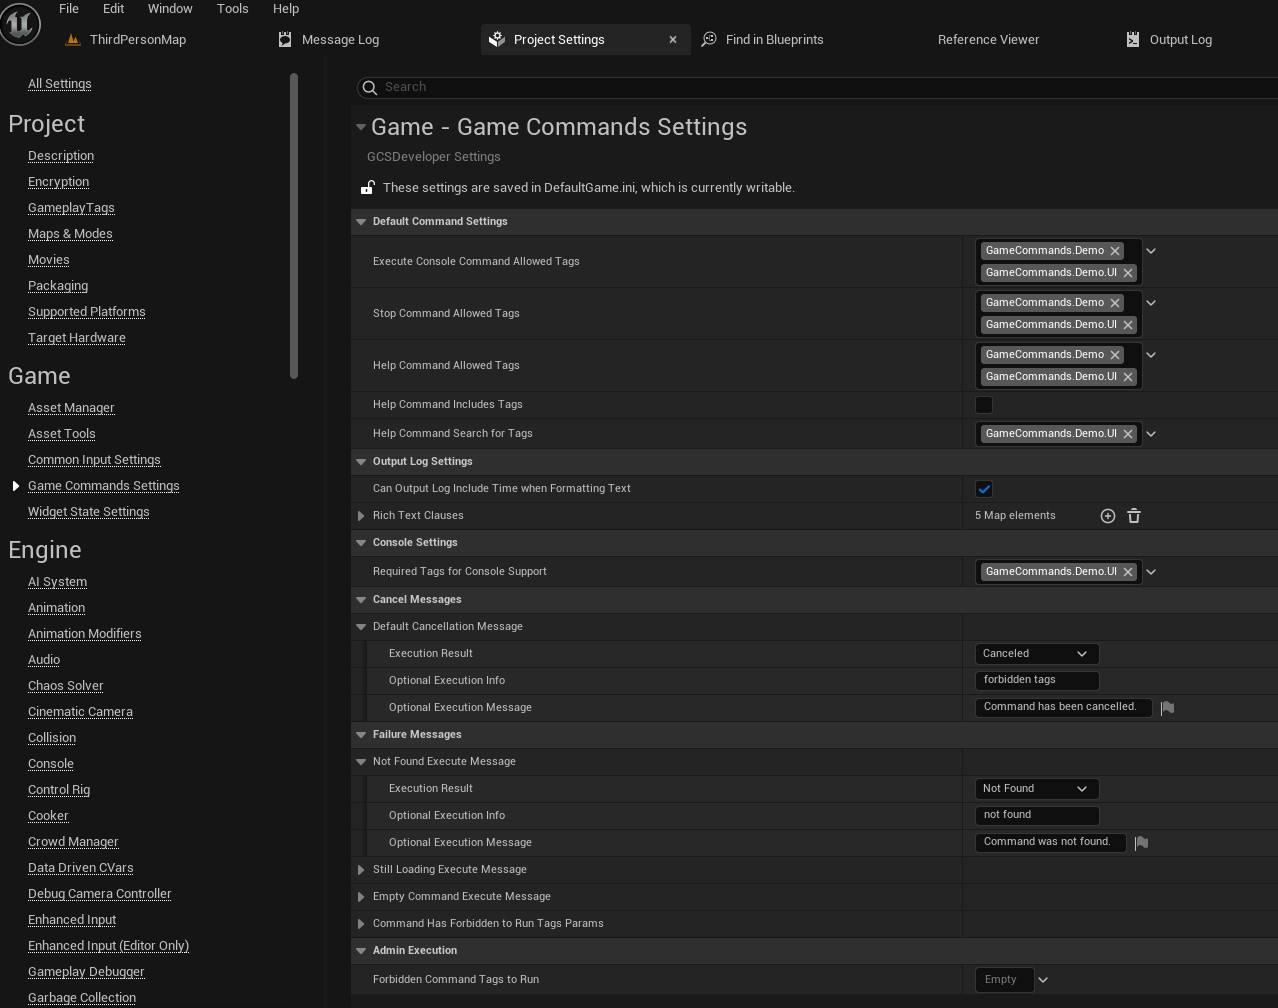 File Edit Window Tools Help
ThirdPersonMap Message Log Project Settings Find in Blueprints Reference Viewer Output Log
All Settings
Project
Description
Encryption
GameplayTags
Maps & Modes
Movies
Packaging
Supported Platforms
Target Hardware
Game
Asset Manager
Asset Tools
Common Input Settings
Game Commands Settings
Widget State Settings
Engine
AI System
Animation
Animation Modifiers
Audio
Chaos Solver
Cinematic Camera
Collision
Console
Control Rig
Cooker
Crowd Manager
Data Driven CVars
Debug Camera Controller
Enhanced Input
Enhanced Input (Editor Only)
Gameplay Debugger
Garbage Collection
Search
Game - Game Commands Settings
GCSDeveloper Settings
These settings are saved in DefaultGame.ini, which is currently writable.
Default Command Settings
Execute Console Command Allowed Tags
GameCommands.Demo
GameCommands.Demo.UI
Stop Command Allowed Tags
GameCommands.Demo
GameCommands.Demo.UI
Help Command Allowed Tags
GameCommands.Demo
GameCommands.Demo.UI
Help Command Includes Tags
Help Command Search for Tags GameCommands.Demo.UI
Output Log Settings
Can Output Log Include Time when Formatting Text
Rich Text Clauses 5 Map elements
Console Settings
Required Tags for Console Support GameCommands.Demo.UI
Cancel Messages
Default Cancellation Message
Execution Result Canceled
Optional Execution Info forbidden tags
Optional Execution Message Command has been cancelled.
Failure Messages
Not Found Execute Message
Execution Result Not Found
Optional Execution Info not found
Optional Execution Message Command was not found.
Still Loading Execute Message
Empty Command Execute Message
Command Has Forbidden to Run Tags Params
Admin Execution
Forbidden Command Tags to Run Empty